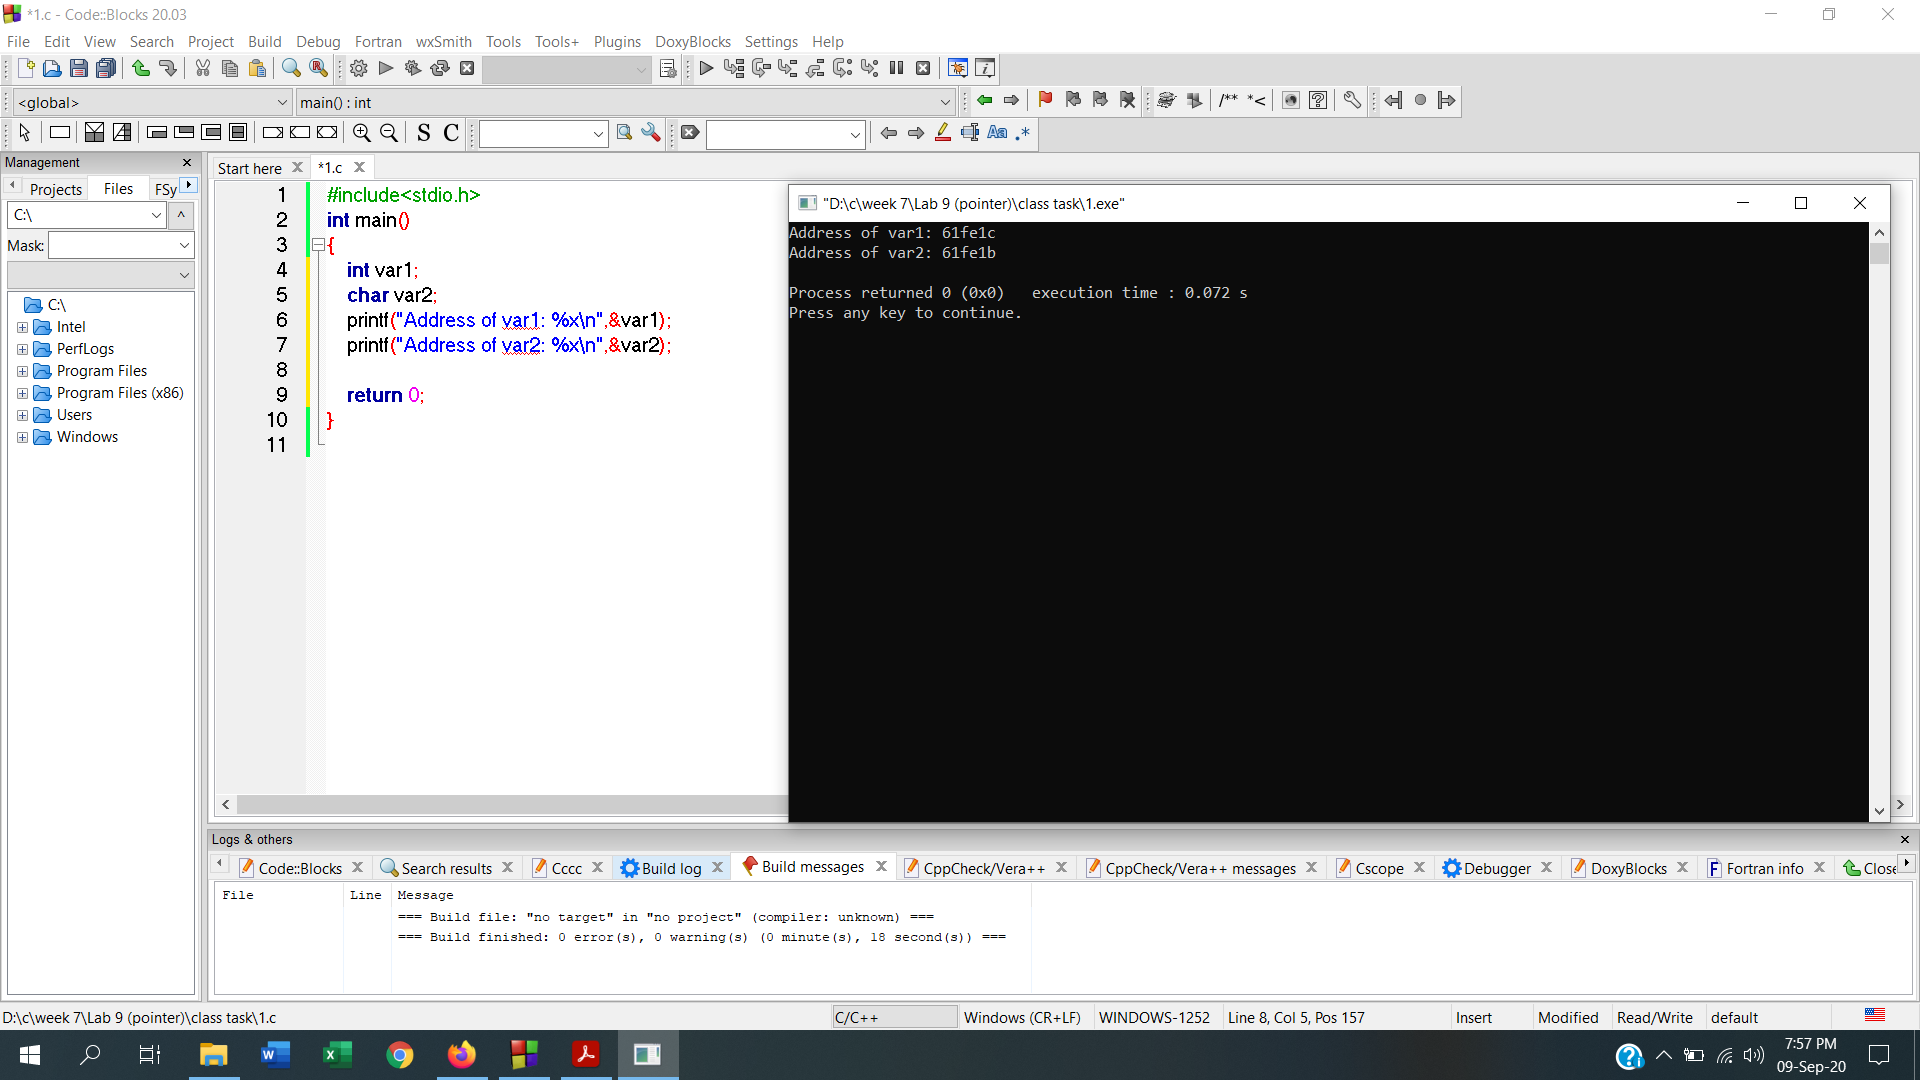 *1.c - Code::Blocks 20.03
File Edit View Search Project Build Debug Fortran wxSmith Tools Tools+ Plugins DoxyBlocks Settings Help
<global> main() : int
/** *<
S C Aa .*
Management
Projects Files FSy
C:\ ^
Mask:
C:\
Intel
PerfLogs
Program Files
Program Files (x86)
Users
Windows
Start here *1.c
1 #include<stdio.h>
2 int main()
3 {
4 int var1;
5 char var2;
6 printf("Address of var1: %x\n",&var1);
7 printf("Address of var2: %x\n",&var2);
8
9 return 0;
10 }
11
"D:\c\week 7\Lab 9 (pointer)\class task\1.exe"
Address of var1: 61fe1c
Address of var2: 61fe1b
Process returned 0 (0x0)   execution time : 0.072 s
Press any key to continue.
Logs & others
Code::Blocks Search results Cccc Build log Build messages CppCheck/Vera++ CppCheck/Vera++ messages Cscope Debugger DoxyBlocks Fortran info Close
File Line Message
=== Build file: "no target" in "no project" (compiler: unknown) ===
=== Build finished: 0 error(s), 0 warning(s) (0 minute(s), 18 second(s)) ===
D:\c\week 7\Lab 9 (pointer)\class task\1.c C/C++ Windows (CR+LF) WINDOWS-1252 Line 8, Col 5, Pos 157 Insert Modified Read/Write default
7:57 PM
09-Sep-20